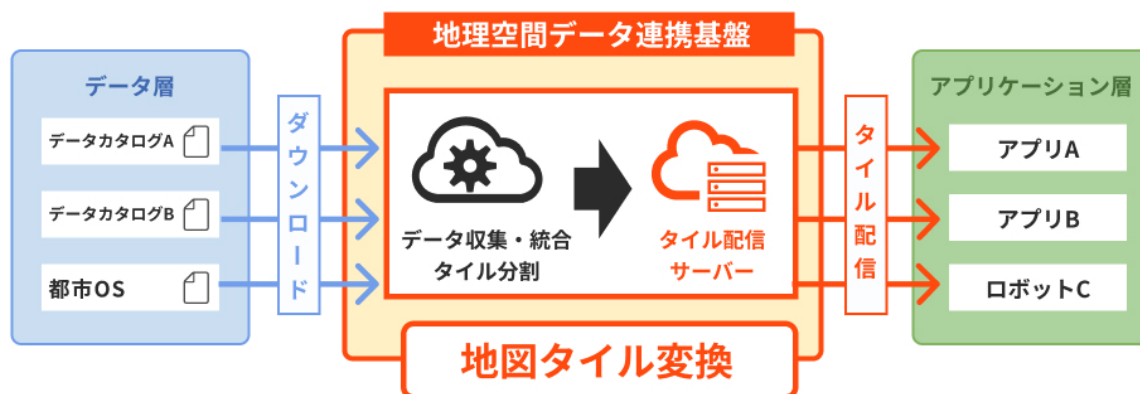 地理空間データ連携基盤
データ層
データカタログA
データカタログB
都市OS
ダウンロード
データ収集・統合
タイル分割
タイル配信
サーバー
地図タイル変換
タイル配信
アプリケーション層
アプリA
アプリB
ロボットC